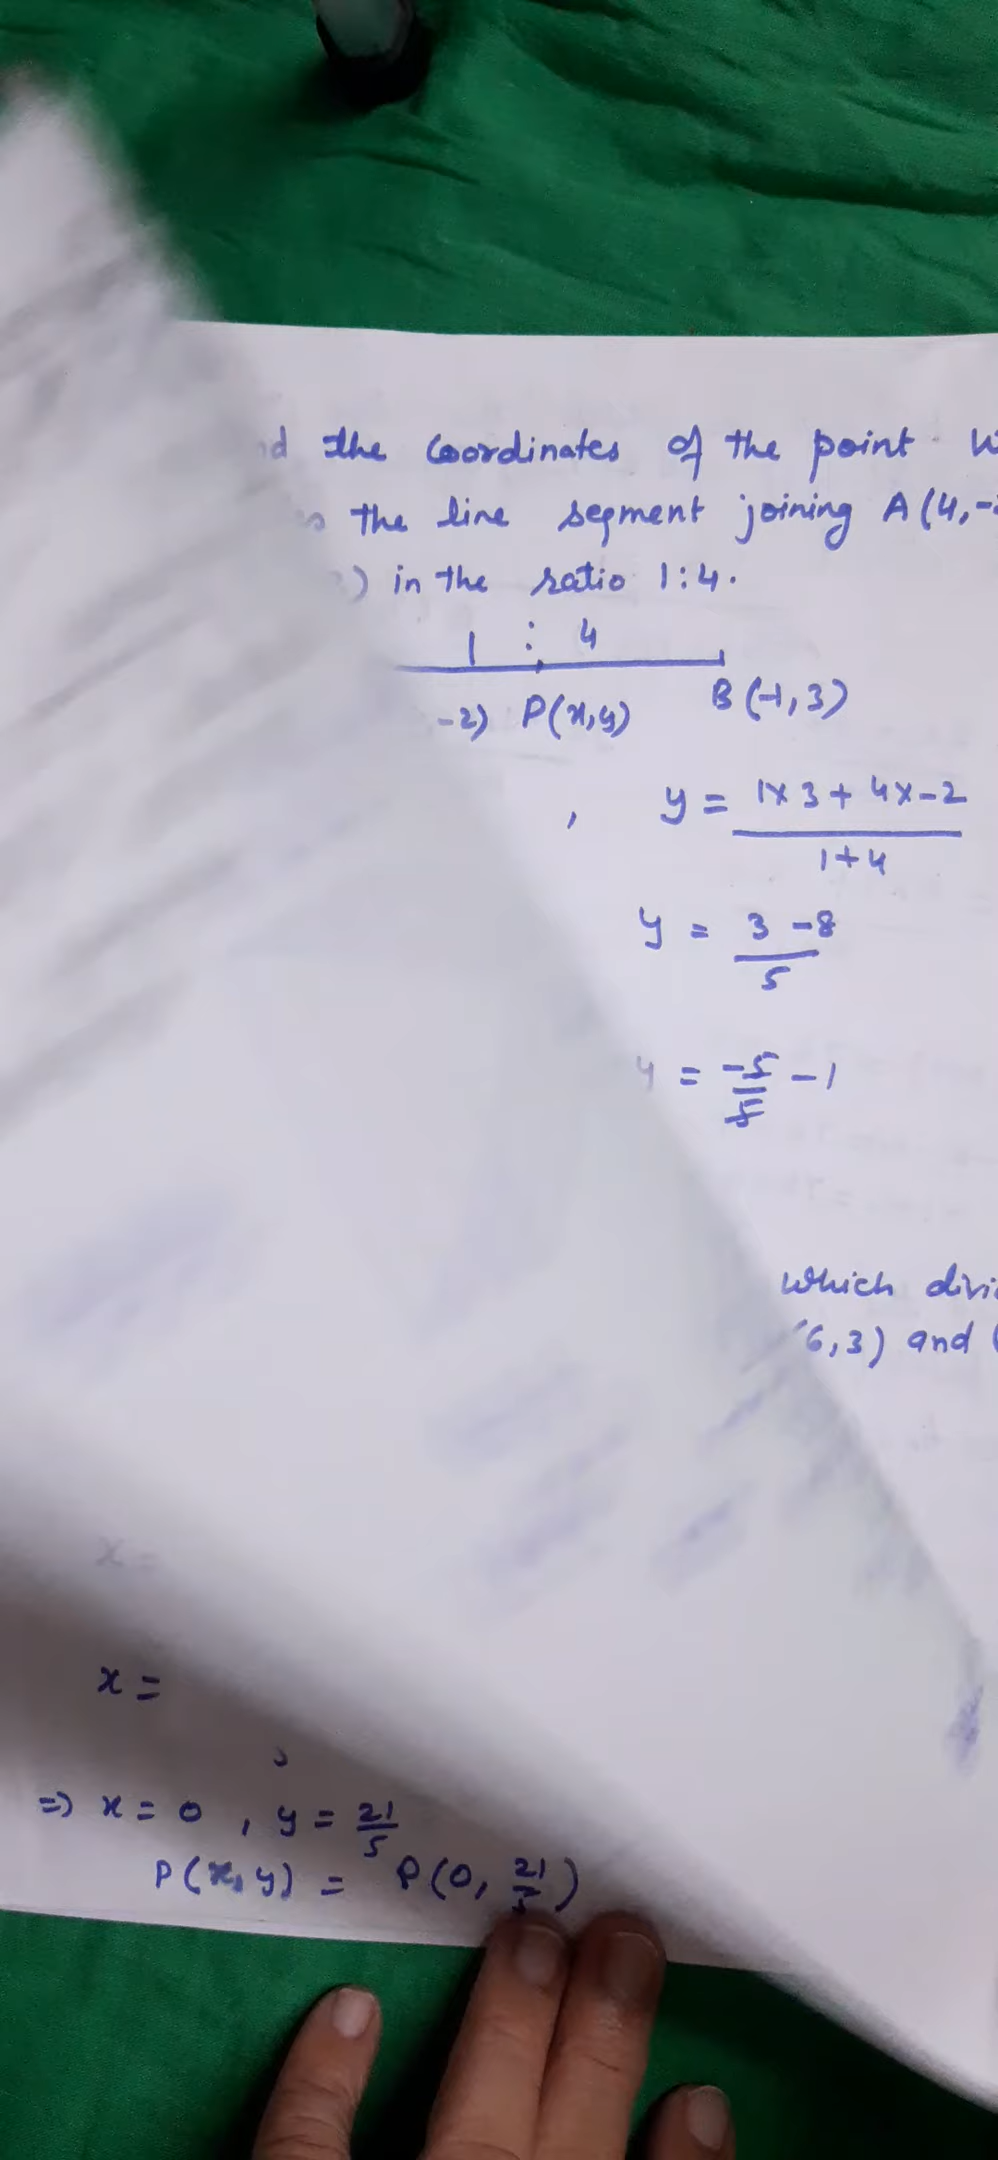 the coordinates of the point
the line segment joining A(4,-2
) in the ratio 1:4.
1 : 4
-2) P(x,y) B(-1,3)
, y = 1×3+4×-2
1+4
y = 3-8
5
y = -5 -1
5
which divi
(6,3) and (
x =
x =
=> x = 0 , y = 21
5
P(x,y) = P(0, 21
5)